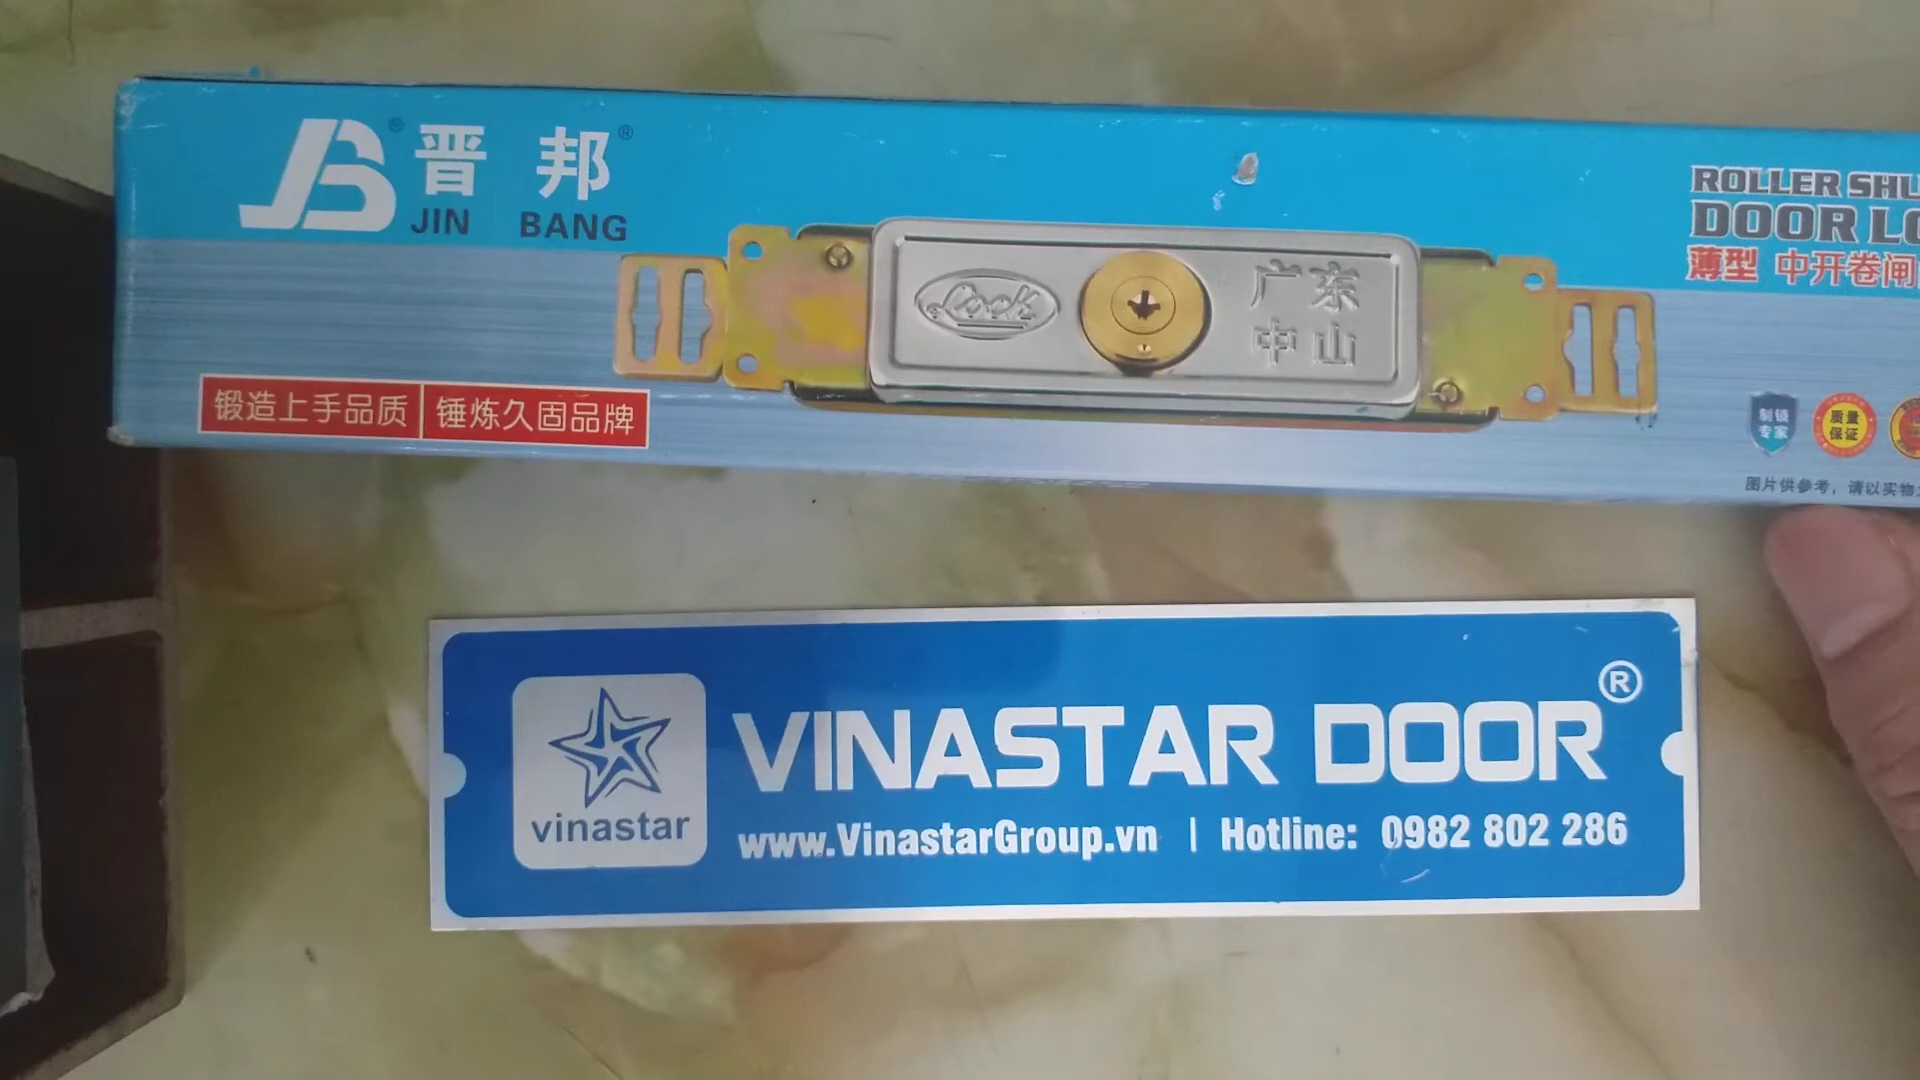 JB® 晋邦®
JIN BANG
ROLLER
DOOR
薄型 中开卷闸
Lock
广东
中山
锻造上手品质 锤炼久固品牌
制锁
专家
质量
保证
图片供参考，请以实物
VINASTAR DOOR®
vinastar
www.VinastarGroup.vn | Hotline: 0982 802 286